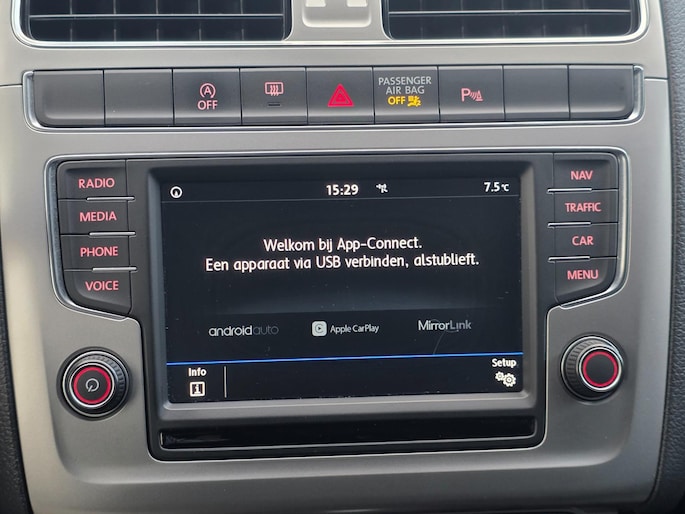 OFF
PASSENGER
AIR BAG
OFF
P
RADIO
MEDIA
PHONE
VOICE
15:29
7.5°C
NAV
TRAFFIC
CAR
MENU
Welkom bij App-Connect.
Een apparaat via USB verbinden, alstublieft.
androidauto
Apple CarPlay
MirrorLink
Info
Setup